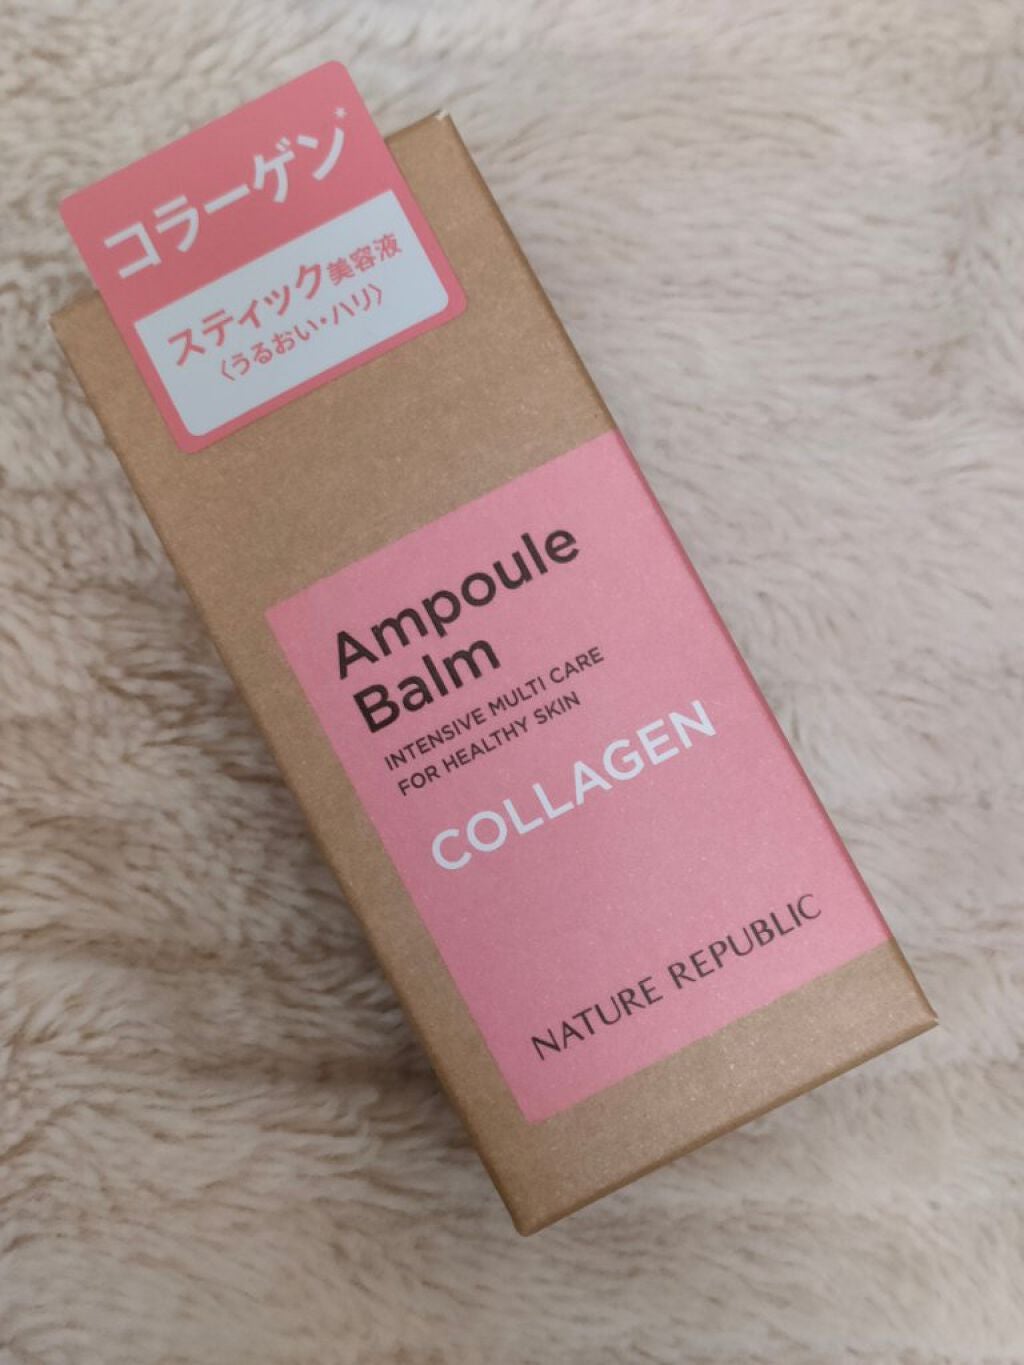 コラーゲン*
スティック美容液
〈うるおい・ハリ〉
Ampoule
Balm
INTENSIVE MULTI CARE
FOR HEALTHY SKIN
COLLAGEN
NATURE REPUBLIC